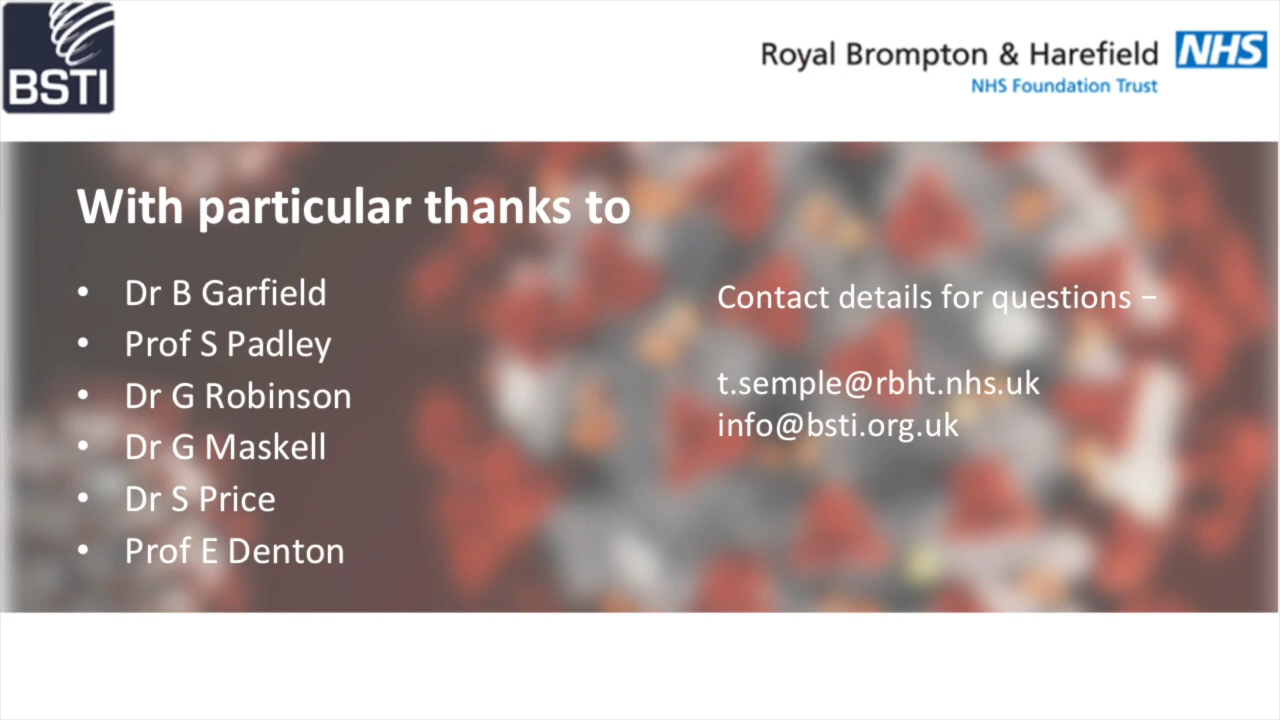 BSTI
Royal Brompton & Harefield NHS
NHS Foundation Trust
With particular thanks to
• Dr B Garfield
• Prof S Padley
• Dr G Robinson
• Dr G Maskell
• Dr S Price
• Prof E Denton
Contact details for questions –
t.semple@rbht.nhs.uk
info@bsti.org.uk